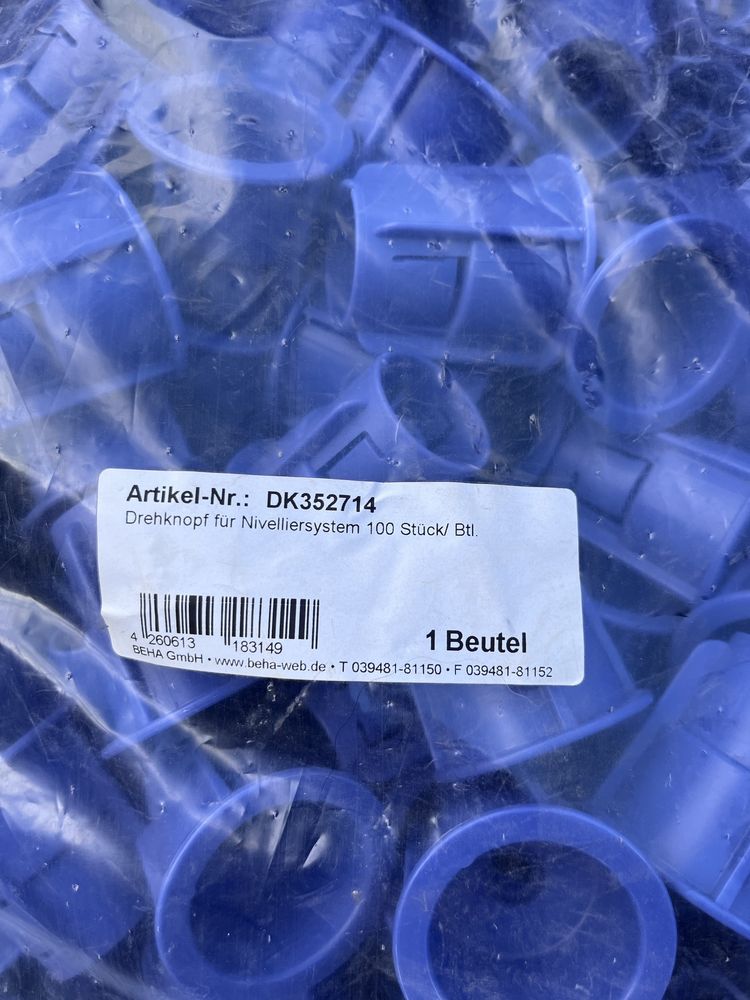 Artikel-Nr.: DK352714
Drehknopf für Nivelliersystem 100 Stück/ Btl.
4 260613 183149
1 Beutel
BEHA GmbH • www.beha-web.de • T 039481-81150 • F 039481-81152